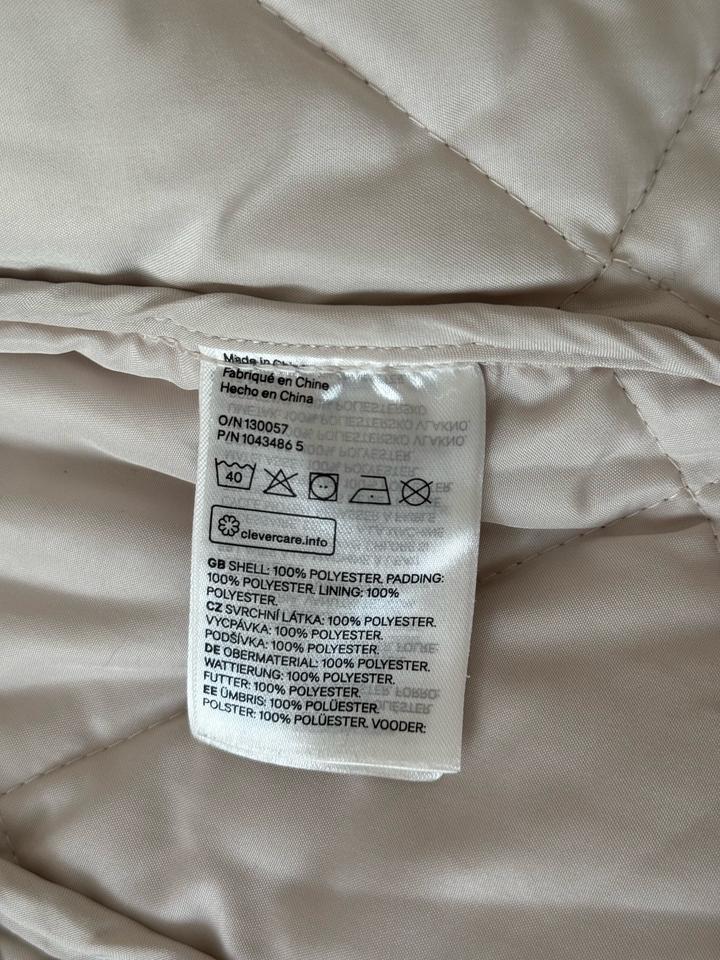 Made in
Fabriqué en Chine
Hecho en China
O/N 130057
P/N 1043486 5
40
clevercare.info
GB SHELL: 100% POLYESTER. PADDING:
100% POLYESTER. LINING: 100%
POLYESTER.
CZ SVRCHNÍ LÁTKA: 100% POLYESTER.
VYCPÁVKA: 100% POLYESTER.
PODŠÍVKA: 100% POLYESTER.
DE OBERMATERIAL: 100% POLYESTER.
WATTIERUNG: 100% POLYESTER.
FUTTER: 100% POLYESTER.
EE ÜMBRIS: 100% POLÜESTER.
POLSTER: 100% POLÜESTER. VOODER: